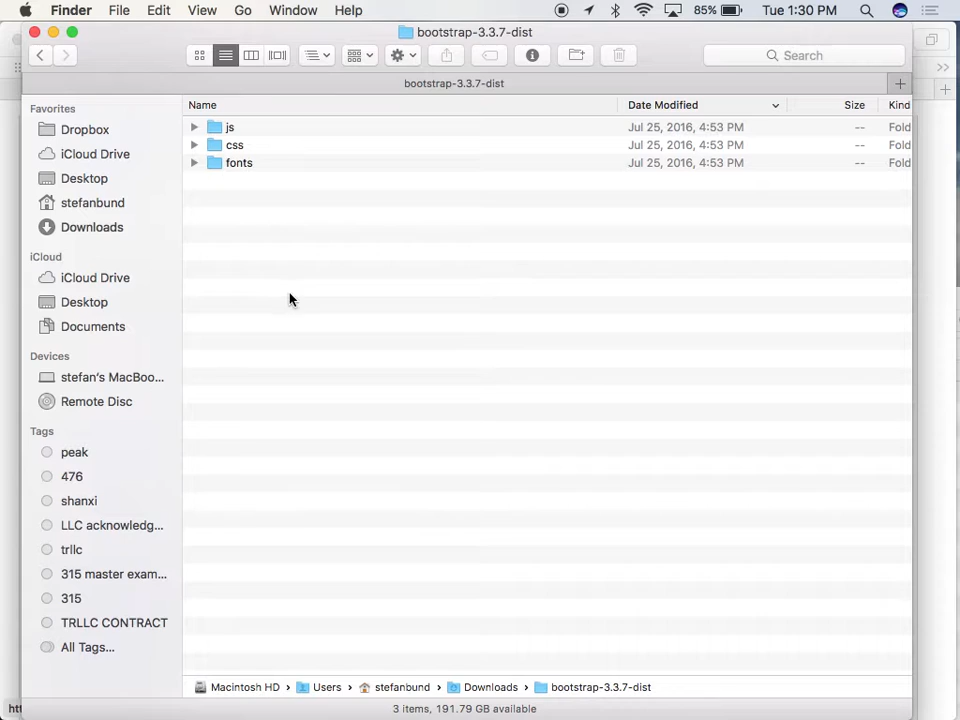 Finder File Edit View Go Window Help 85% Tue 1:30 PM
bootstrap-3.3.7-dist
Search
bootstrap-3.3.7-dist
Favorites
Dropbox
iCloud Drive
Desktop
stefanbund
Downloads
iCloud
iCloud Drive
Desktop
Documents
Devices
stefan's MacBoo...
Remote Disc
Tags
peak
476
shanxi
LLC acknowledg...
trllc
315 master exam...
315
TRLLC CONTRACT
All Tags...
Name Date Modified Size Kind
js Jul 25, 2016, 4:53 PM -- Fold
css Jul 25, 2016, 4:53 PM -- Fold
fonts Jul 25, 2016, 4:53 PM -- Fold
Macintosh HD › Users › stefanbund › Downloads › bootstrap-3.3.7-dist
3 items, 191.79 GB available